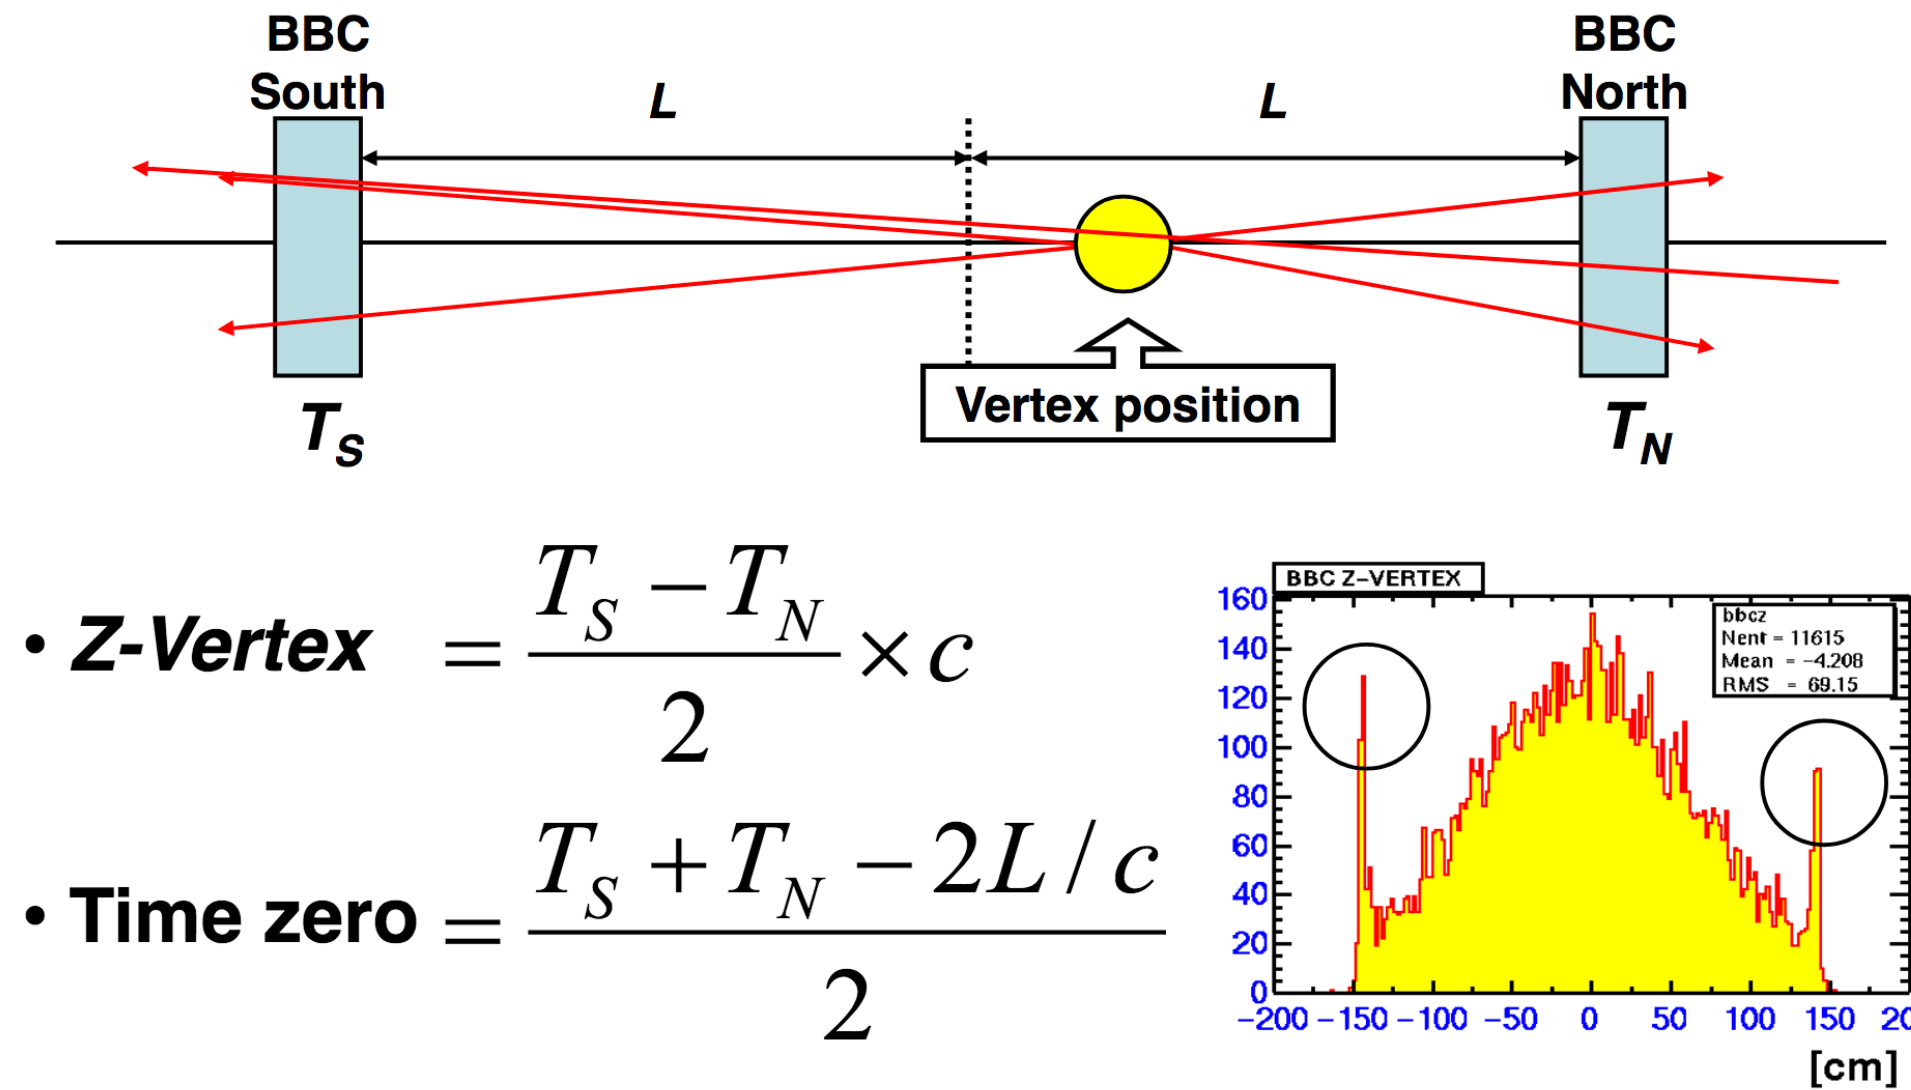 BBC
South
L
L
BBC
North
Vertex position
T_S
T_N
• Z-Vertex = (T_S − T_N) / 2 × c
• Time zero = (T_S + T_N − 2L / c) / 2
BBC Z−VERTEX
bbcz
Nent = 11615
Mean = −4.208
RMS = 69.15
160
140
120
100
80
60
40
20
0
−200 −150 −100 −50 0 50 100 150 20
[cm]